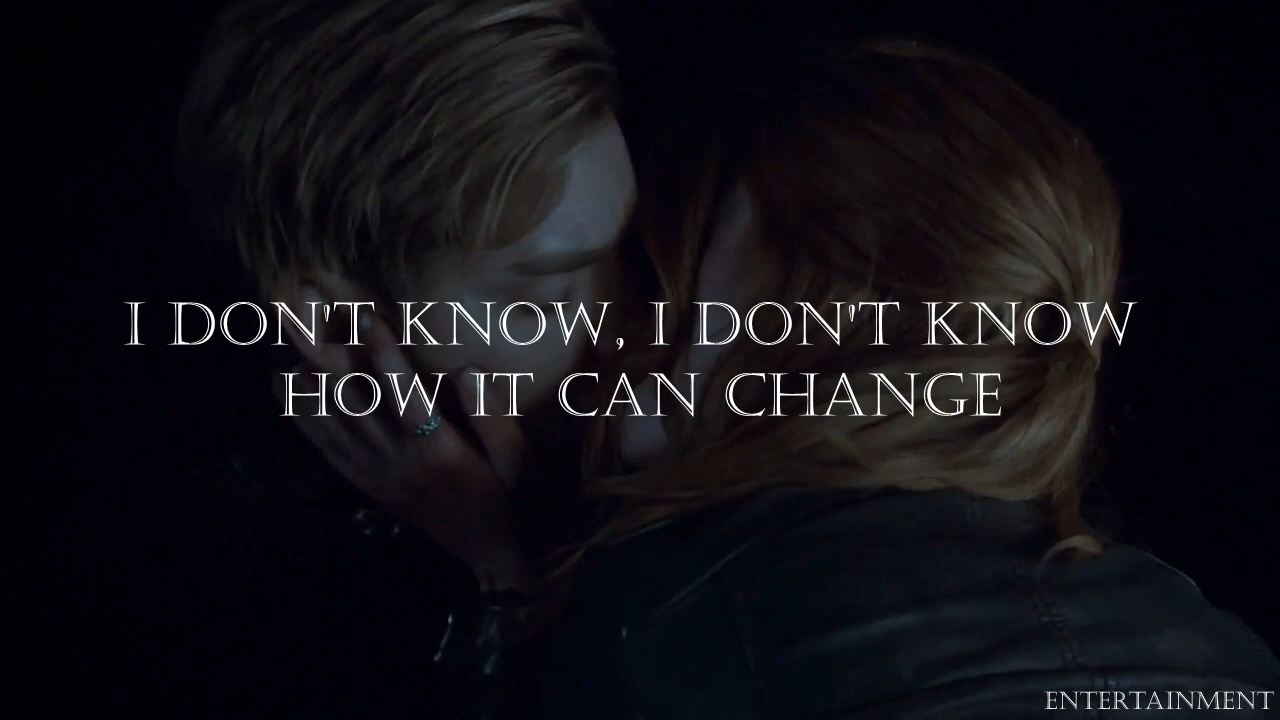 I DON'T KNOW, I DON'T KNOW
HOW IT CAN CHANGE
ENTERTAINMENT